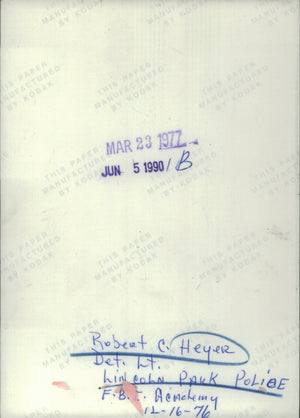 THIS PAPER
MANUFACTURED
BY KODAK
MAR 23 1977
JUN 5 1990 B
Robert C. Heyer
Det. Lt.
LINCOLN PARK POLICE
F.B.I. Academy
12-16-76